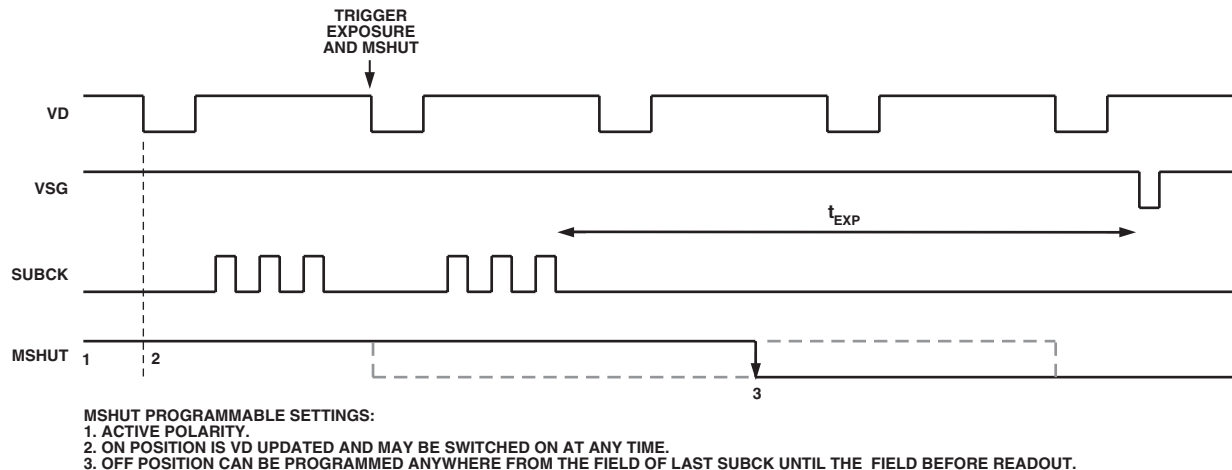 TRIGGER
EXPOSURE
AND MSHUT
VD
VSG
tEXP
SUBCK
MSHUT
1
2
3
MSHUT PROGRAMMABLE SETTINGS:
1. ACTIVE POLARITY.
2. ON POSITION IS VD UPDATED AND MAY BE SWITCHED ON AT ANY TIME.
3. OFF POSITION CAN BE PROGRAMMED ANYWHERE FROM THE FIELD OF LAST SUBCK UNTIL THE FIELD BEFORE READOUT.